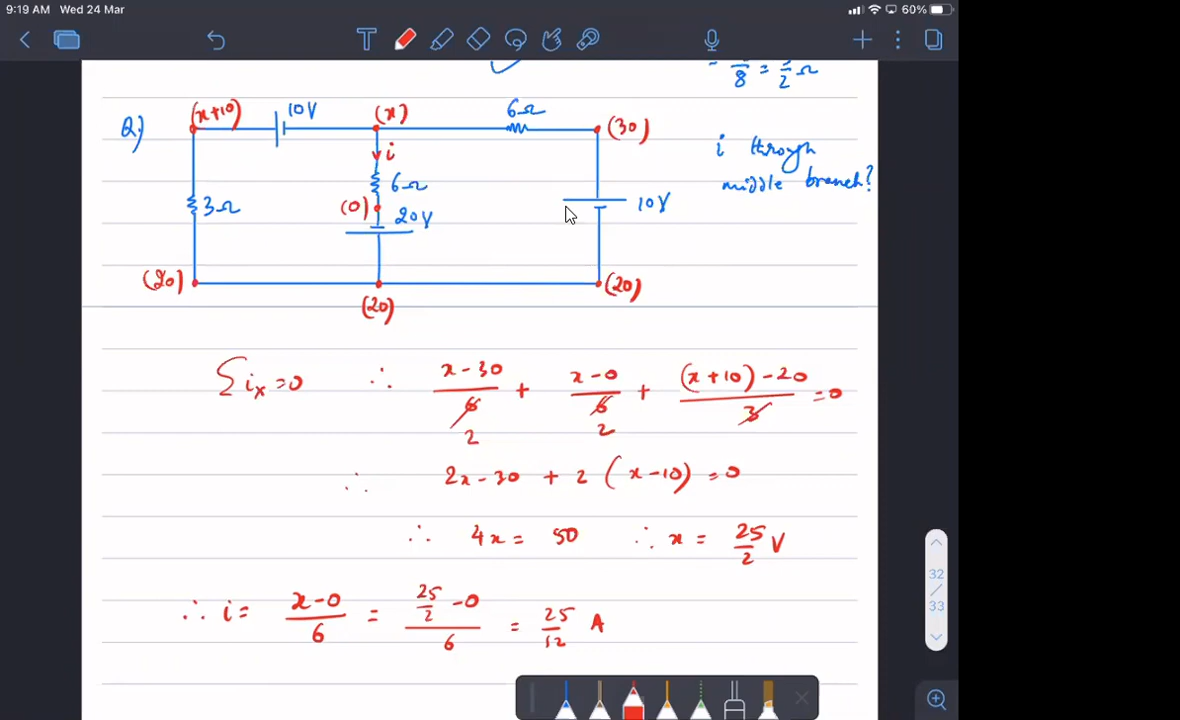 9:19 AM Wed 24 Mar 60%
T
= /8 = /2 Ω
Q) (x+10) 10V (x) 6Ω (30)
i through
middle branch?
i
6Ω
3Ω (0) 20V 10V
(20) (20) (20)
Σix=0 ∴ x-30/6 + x-0/6 + (x+10)-20/3 =0
2 2
∴ 2x-30 + 2 (x-10) =0
∴ 4x = 50 ∴ x = 25/2 V
∴ i= x-0/6 = 25/2 -0/6 = 25/12 A
32
/
33